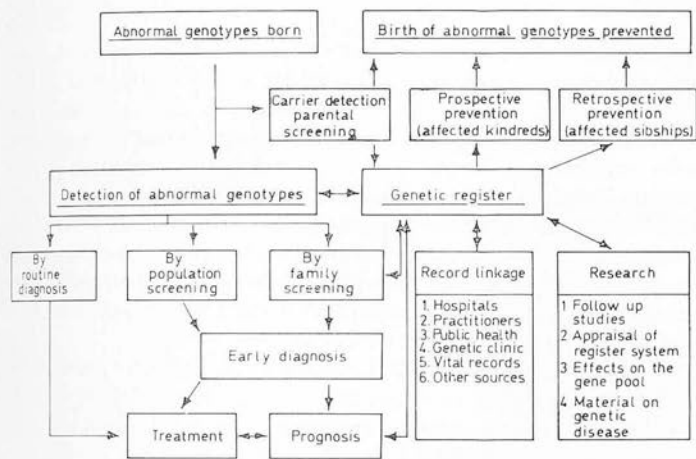 Abnormal genotypes born
Birth of abnormal genotypes prevented
Carrier detection
parental
screening
Prospective
prevention
(affected kindreds)
Retrospective
prevention
(affected sibships)
Detection of abnormal genotypes
Genetic register
By
routine
diagnosis
By
population
screening
By
family
screening
Record linkage
1. Hospitals
2. Practitioners
3. Public health
4. Genetic clinic
5. Vital records
6. Other sources
Research
1 Follow up
studies
2 Appraisal of
register system
3 Effects on the
gene pool
4 Material on
genetic
disease
Early diagnosis
Treatment
Prognosis